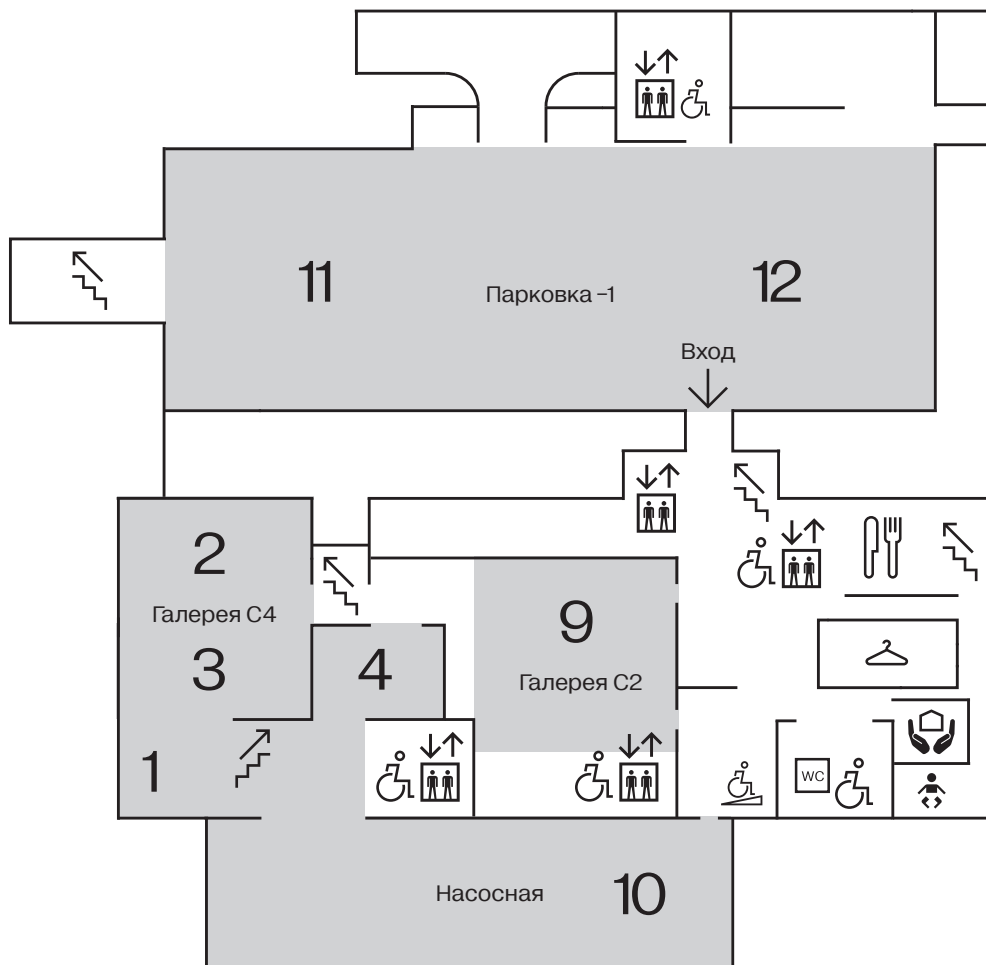 11
Парковка –1
12
Вход
2
Галерея С4
3
4
9
Галерея С2
1
WC
Насосная
10